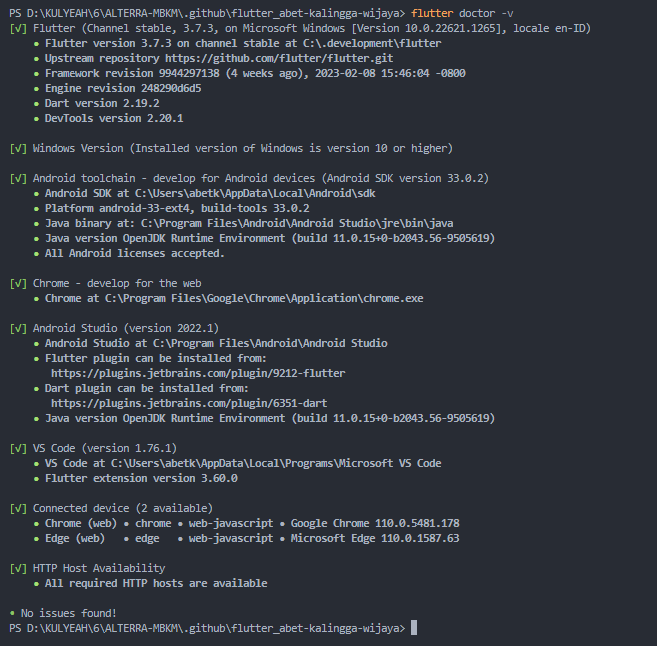 PS D:\KULYEAH\6\ALTERRA-MBKM\.github\flutter_abet-kalingga-wijaya> flutter doctor -v
[√] Flutter (Channel stable, 3.7.3, on Microsoft Windows [Version 10.0.22621.1265], locale en-ID)
• Flutter version 3.7.3 on channel stable at C:\.development\flutter
• Upstream repository https://github.com/flutter/flutter.git
• Framework revision 9944297138 (4 weeks ago), 2023-02-08 15:46:04 -0800
• Engine revision 248290d6d5
• Dart version 2.19.2
• DevTools version 2.20.1
[√] Windows Version (Installed version of Windows is version 10 or higher)
[√] Android toolchain - develop for Android devices (Android SDK version 33.0.2)
• Android SDK at C:\Users\abetk\AppData\Local\Android\sdk
• Platform android-33-ext4, build-tools 33.0.2
• Java binary at: C:\Program Files\Android\Android Studio\jre\bin\java
• Java version OpenJDK Runtime Environment (build 11.0.15+0-b2043.56-9505619)
• All Android licenses accepted.
[√] Chrome - develop for the web
• Chrome at C:\Program Files\Google\Chrome\Application\chrome.exe
[√] Android Studio (version 2022.1)
• Android Studio at C:\Program Files\Android\Android Studio
• Flutter plugin can be installed from:
https://plugins.jetbrains.com/plugin/9212-flutter
• Dart plugin can be installed from:
https://plugins.jetbrains.com/plugin/6351-dart
• Java version OpenJDK Runtime Environment (build 11.0.15+0-b2043.56-9505619)
[√] VS Code (version 1.76.1)
• VS Code at C:\Users\abetk\AppData\Local\Programs\Microsoft VS Code
• Flutter extension version 3.60.0
[√] Connected device (2 available)
• Chrome (web) • chrome • web-javascript • Google Chrome 110.0.5481.178
• Edge (web) • edge • web-javascript • Microsoft Edge 110.0.1587.63
[√] HTTP Host Availability
• All required HTTP hosts are available
• No issues found!
PS D:\KULYEAH\6\ALTERRA-MBKM\.github\flutter_abet-kalingga-wijaya>